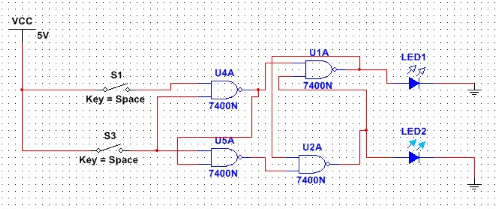 VCC
5V
S1
Key = Space
U4A
7400N
U1A
7400N
LED1
S3
Key = Space
U5A
7400N
U2A
7400N
LED2